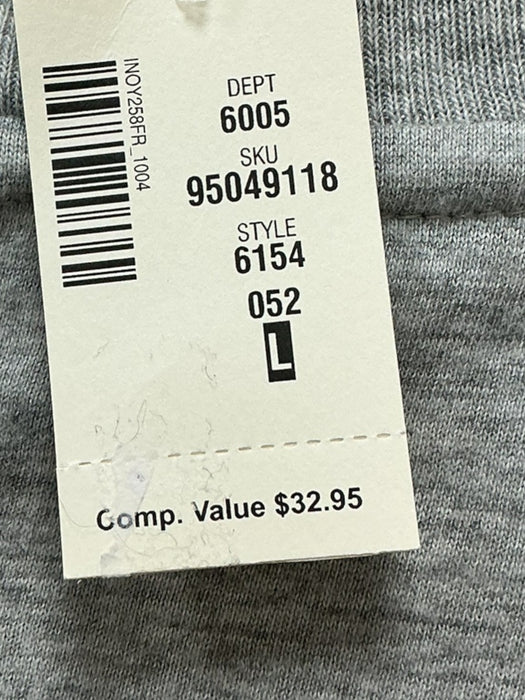 INOY258FR_1004
DEPT
6005
SKU
95049118
STYLE
6154
052
L
Comp. Value $32.95